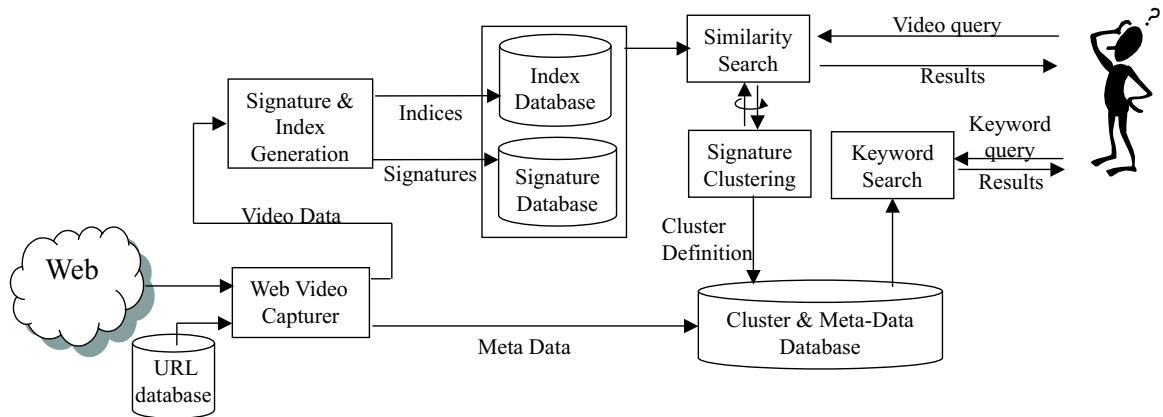 ?
Similarity
Search
Video query
Results
Index
Database
Signature &
Index
Generation
Indices
Signatures
Signature
Database
Signature
Clustering
Keyword
Search
Keyword
query
Results
Video Data
Cluster
Definition
Web
Web Video
Capturer
Meta Data
Cluster & Meta-Data
Database
URL
database